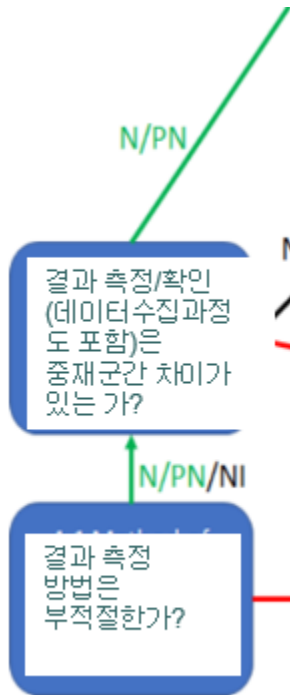 N/PN
결과 측정/확인
(데이터수집과정
도 포함)은
중재군간 차이가
있는 가?
N/PN/NI
결과 측정
방법은
부적절한가?